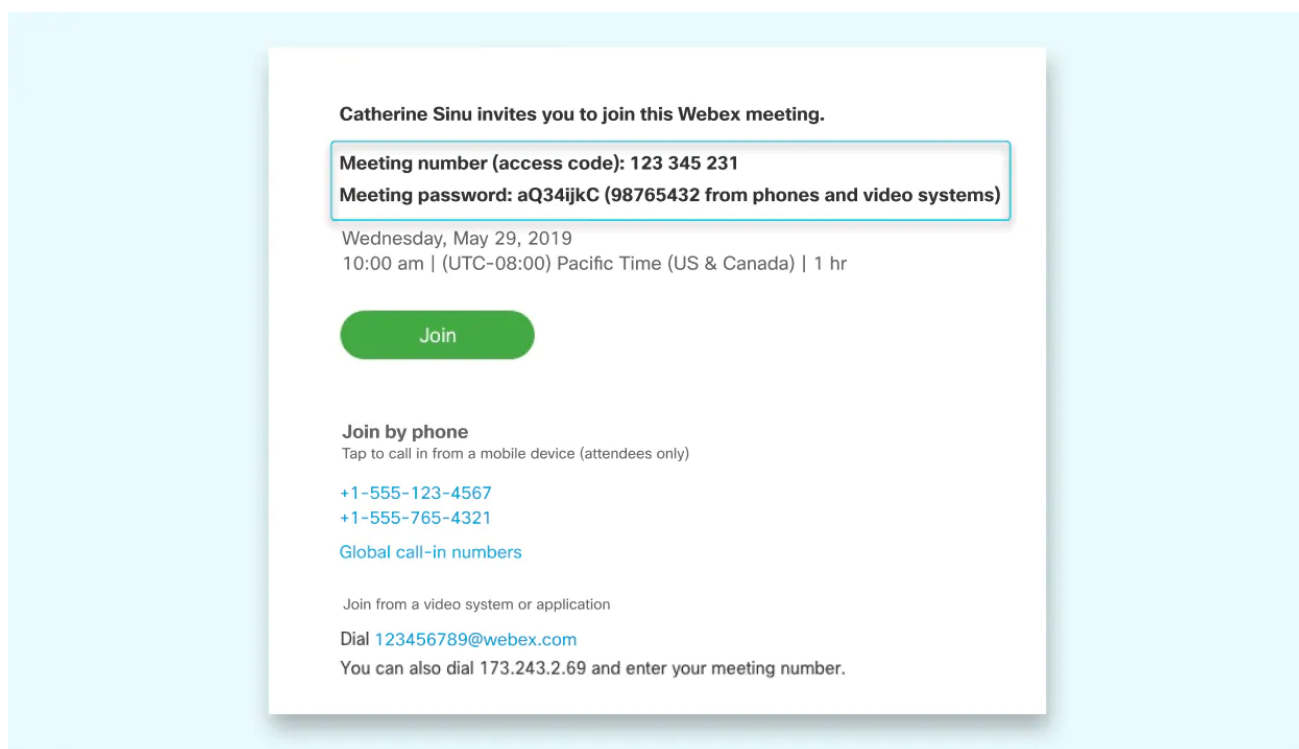 Catherine Sinu invites you to join this Webex meeting.
Meeting number (access code): 123 345 231
Meeting password: aQ34ijkC (98765432 from phones and video systems)
Wednesday, May 29, 2019
10:00 am | (UTC-08:00) Pacific Time (US & Canada) | 1 hr
Join
Join by phone
Tap to call in from a mobile device (attendees only)
+1-555-123-4567
+1-555-765-4321
Global call-in numbers
Join from a video system or application
Dial 123456789@webex.com
You can also dial 173.243.2.69 and enter your meeting number.